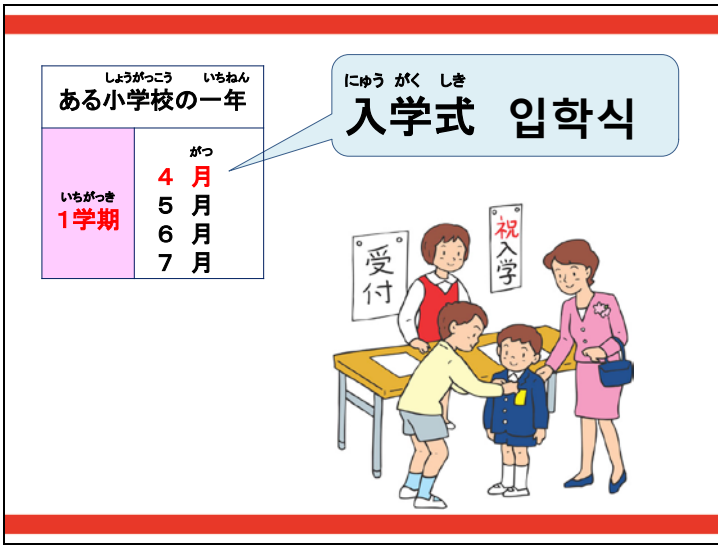 しょうがっこう いちねん
ある小学校の一年
いちがっき
1学期
がつ
4 月
5 月
6 月
7 月
にゅう がく しき
入学式 입학식
受付
祝入学